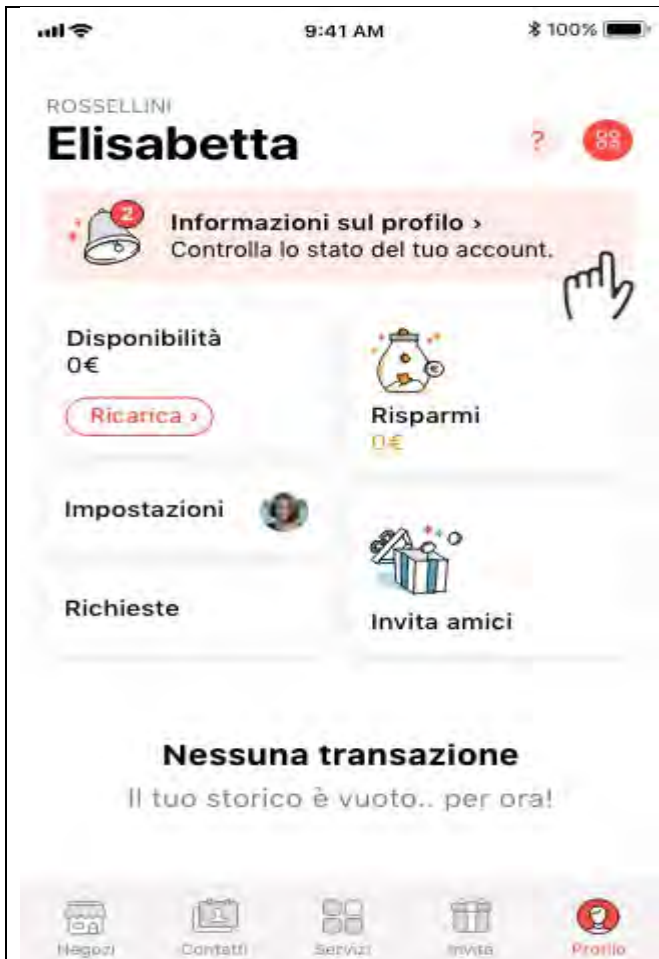 9:41 AM
100%
ROSSELLINI
Elisabetta
?
2
Informazioni sul profilo ›
Controlla lo stato del tuo account.
Disponibilità
0€
Ricarica ›
€
Risparmi
0€
Impostazioni
Richieste
Invita amici
Nessuna transazione
Il tuo storico è vuoto.. per ora!
Negozi Contatti Servizi Invita Profilo